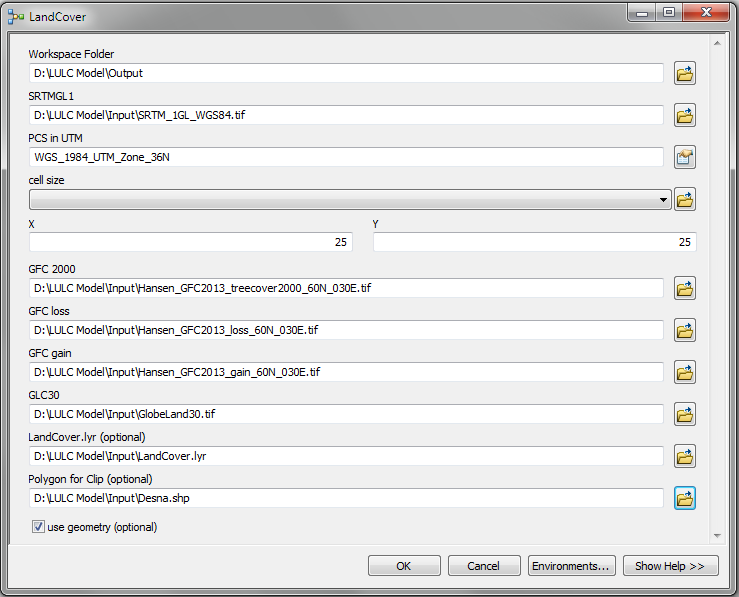 LandCover
Workspace Folder
D:\LULC Model\Output
SRTMGL1
D:\LULC Model\Input\SRTM_1GL_WGS84.tif
PCS in UTM
WGS_1984_UTM_Zone_36N
cell size
X Y
25 25
GFC 2000
D:\LULC Model\Input\Hansen_GFC2013_treecover2000_60N_030E.tif
GFC loss
D:\LULC Model\Input\Hansen_GFC2013_loss_60N_030E.tif
GFC gain
D:\LULC Model\Input\Hansen_GFC2013_gain_60N_030E.tif
GLC30
D:\LULC Model\Input\GlobeLand30.tif
LandCover.lyr (optional)
D:\LULC Model\Input\LandCover.lyr
Polygon for Clip (optional)
D:\LULC Model\Input\Desna.shp
use geometry (optional)
OK Cancel Environments... Show Help >>